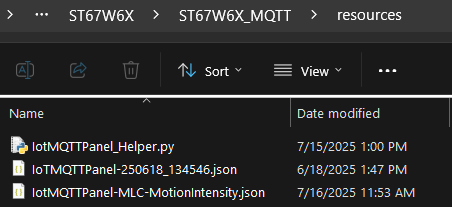 ST67W6X ST67W6X_MQTT resources
Sort View
Name Date modified
IotMQTTPanel_Helper.py 7/15/2025 1:00 PM
IoTMQTTPanel-250618_134546.json 6/18/2025 1:47 PM
IotMQTTPanel-MLC-MotionIntensity.json 7/16/2025 11:53 AM